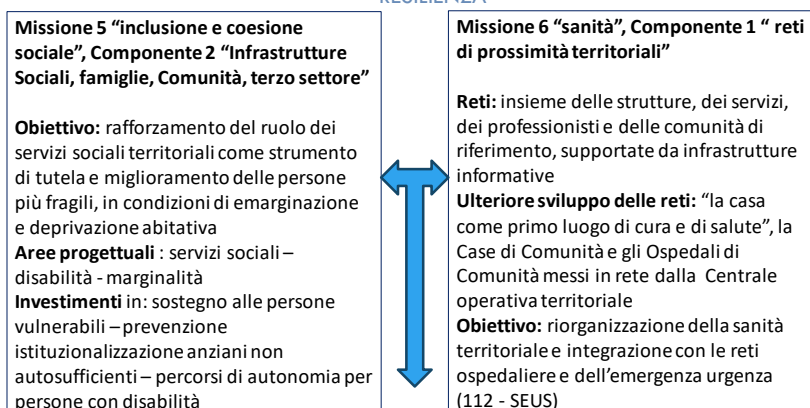 RESILIENZA
Missione 5 “inclusione e coesione
sociale”, Componente 2 “Infrastrutture
Sociali, famiglie, Comunità, terzo settore”
Obiettivo: rafforzamento del ruolo dei
servizi sociali territoriali come strumento
di tutela e miglioramento delle persone
più fragili, in condizioni di emarginazione
e deprivazione abitativa
Aree progettuali : servizi sociali –
disabilità - marginalità
Investimenti in: sostegno alle persone
vulnerabili – prevenzione
istituzionalizzazione anziani non
autosufficienti – percorsi di autonomia per
persone con disabilità
Missione 6 “sanità”, Componente 1 “ reti
di prossimità territoriali”
Reti: insieme delle strutture, dei servizi,
dei professionisti e delle comunità di
riferimento, supportate da infrastrutture
informative
Ulteriore sviluppo delle reti: “la casa
come primo luogo di cura e di salute”, la
Case di Comunità e gli Ospedali di
Comunità messi in rete dalla Centrale
operativa territoriale
Obiettivo: riorganizzazione della sanità
territoriale e integrazione con le reti
ospedaliere e dell’emergenza urgenza
(112 - SEUS)